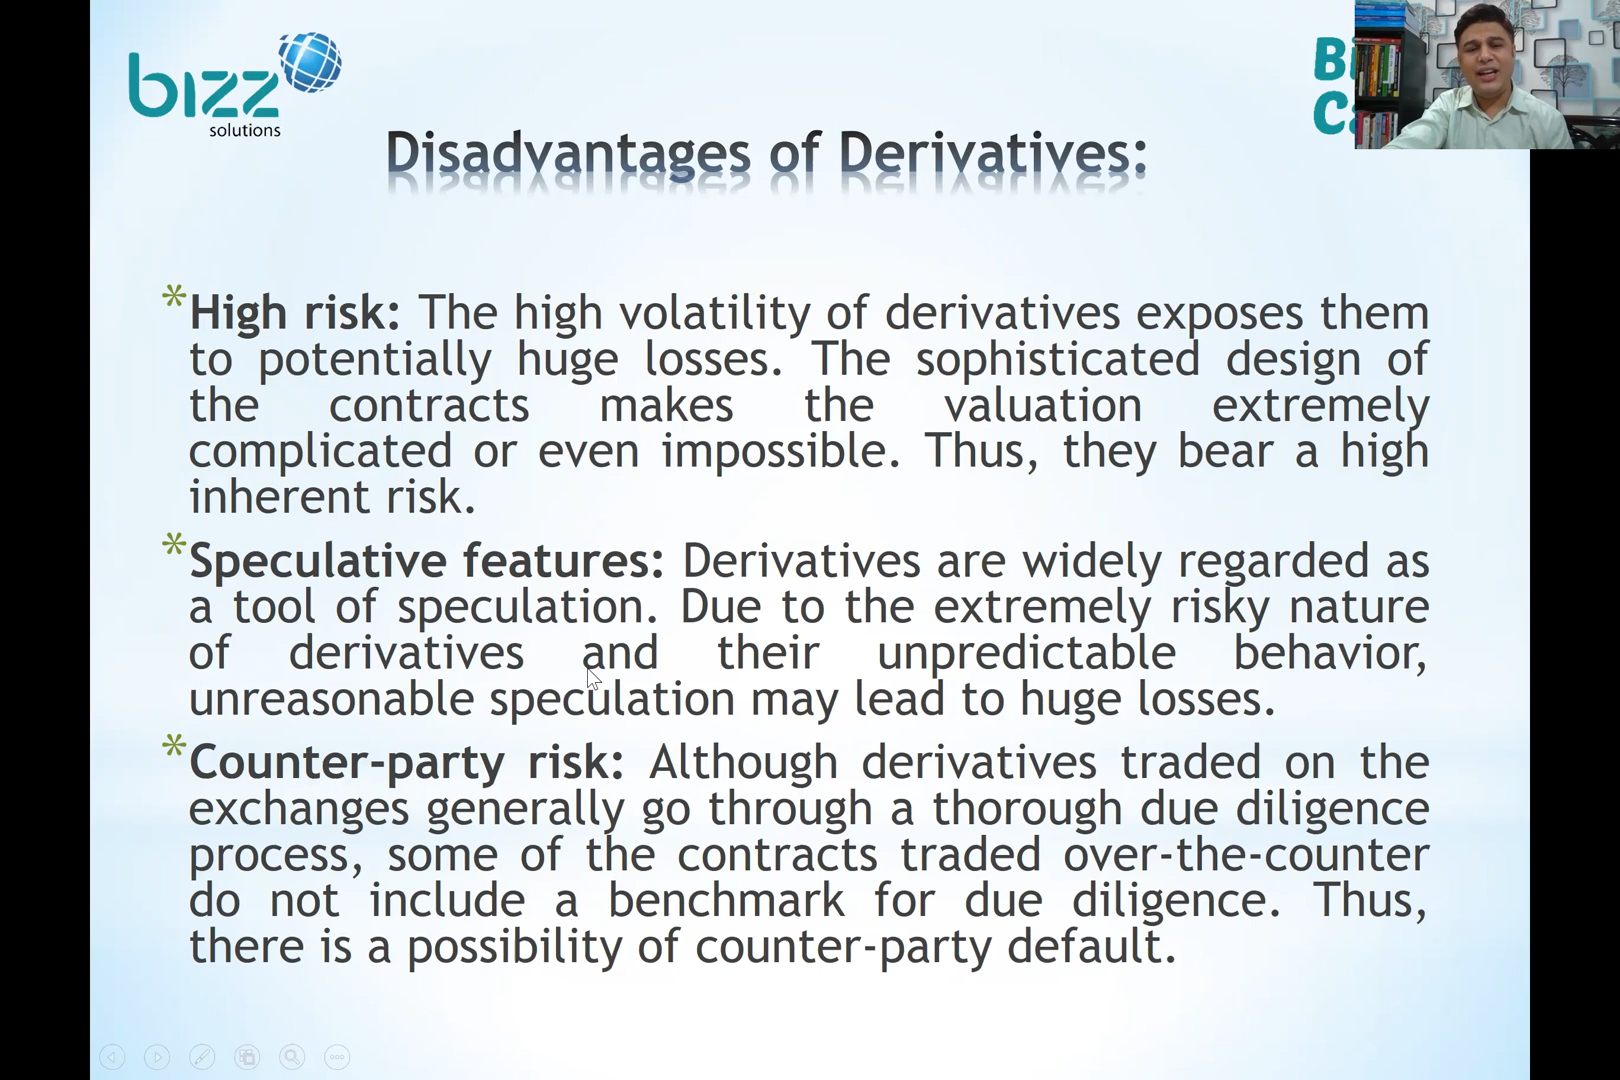 bizz
solutions
Disadvantages of Derivatives:
* High risk: The high volatility of derivatives exposes them
to potentially huge losses. The sophisticated design of
the contracts makes the valuation extremely
complicated or even impossible. Thus, they bear a high
inherent risk.
* Speculative features: Derivatives are widely regarded as
a tool of speculation. Due to the extremely risky nature
of derivatives and their unpredictable behavior,
unreasonable speculation may lead to huge losses.
* Counter-party risk: Although derivatives traded on the
exchanges generally go through a thorough due diligence
process, some of the contracts traded over-the-counter
do not include a benchmark for due diligence. Thus,
there is a possibility of counter-party default.